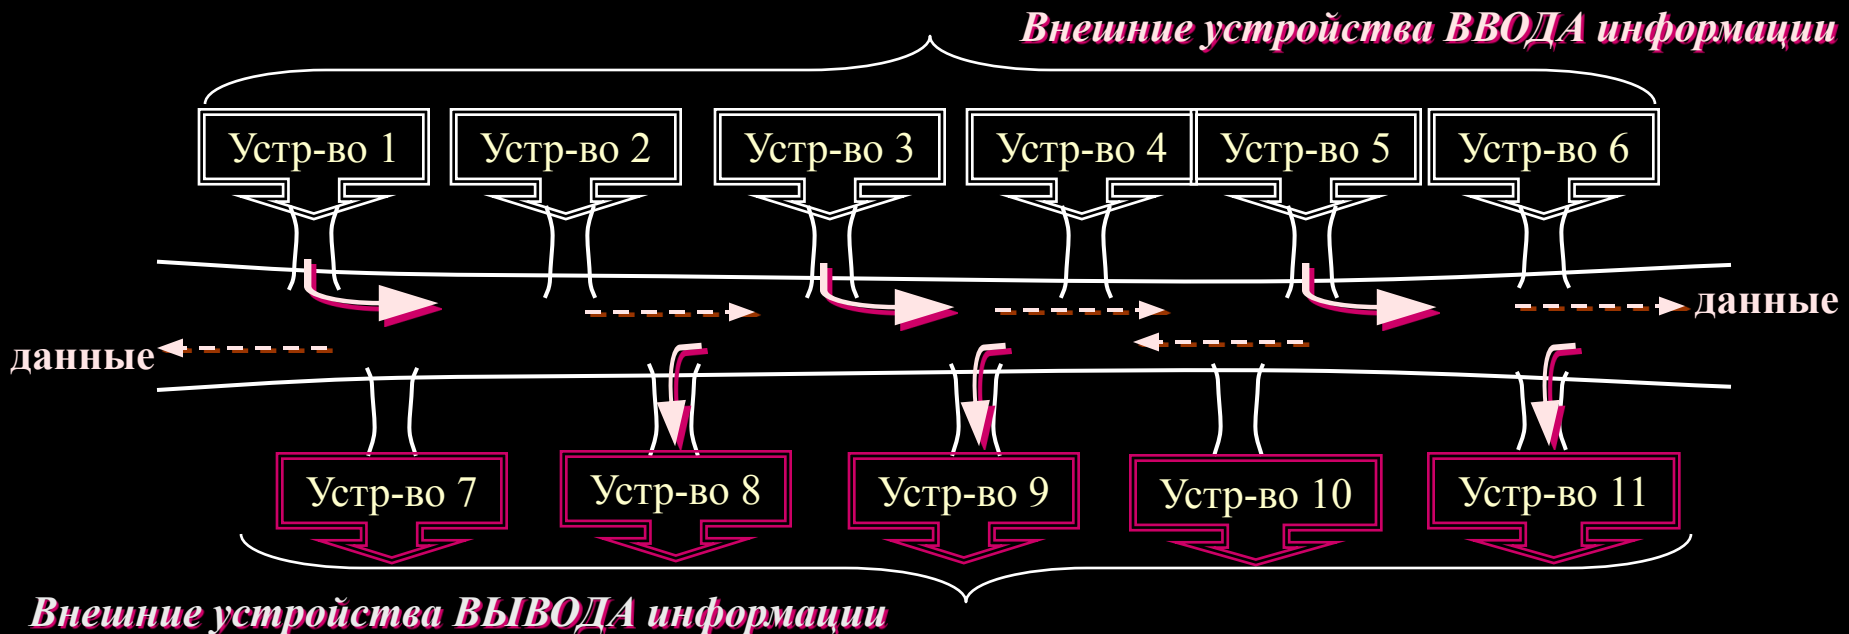 Внешние устройства ВВОДА информации
Устр-во 1
Устр-во 2
Устр-во 3
Устр-во 4
Устр-во 5
Устр-во 6
данные
данные
Устр-во 7
Устр-во 8
Устр-во 9
Устр-во 10
Устр-во 11
Внешние устройства ВЫВОДА информации